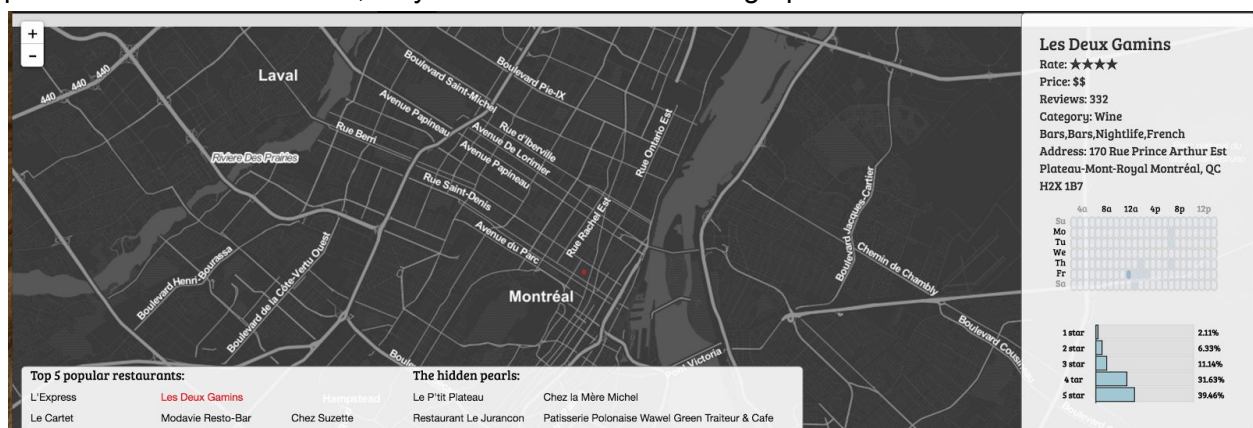 +
-
440
440
440
Laval
Riviere Des Prairies
Boulevard Saint-Michel
Boulevard Pie-IX
Avenue Papineau
Rue d'Iberville
Avenue De Lorimier
Avenue Papineau
Rue Berri
Rue Saint-Denis
Avenue du Parc
Rue Rachel Est
Rue Ontario Est
Boulevard Henri-Bourassa
Boulevard de la Côte-Vertu Ouest
Montréal
Boulevard Jacques-Cartier
Chemin de Chambly
Boulevard Cousineau
Victoria
Hampstead
Top 5 popular restaurants:
L'Express
Les Deux Gamins
Le Cartet
Modavie Resto-Bar
Chez Suzette
The hidden pearls:
Le P'tit Plateau
Chez la Mère Michel
Restaurant Le Jurancon
Patisserie Polonaise Wawel Green Traiteur & Cafe
Les Deux Gamins
Rate: ★★★★
Price: $$
Reviews: 332
Category: Wine
Bars,Bars,Nightlife,French
Address: 170 Rue Prince Arthur Est
Plateau-Mont-Royal Montréal, QC
H2X 1B7
4a 8a 12a 4p 8p 12p
Su
Mo
Tu
We
Th
Fr
Sa
1 star 2.11%
2 star 6.33%
3 star 11.14%
4 tar 31.63%
5 star 39.46%